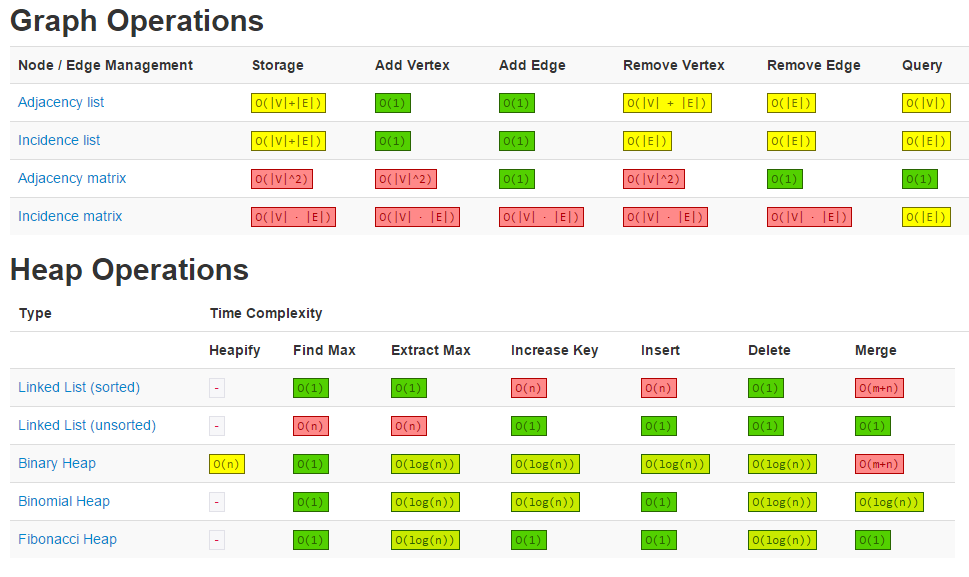 Graph Operations
Node / Edge Management Storage Add Vertex Add Edge Remove Vertex Remove Edge Query
Adjacency list O(|V|+|E|) O(1) O(1) O(|V| + |E|) O(|E|) O(|V|)
Incidence list O(|V|+|E|) O(1) O(1) O(|E|) O(|E|) O(|E|)
Adjacency matrix O(|V|^2) O(|V|^2) O(1) O(|V|^2) O(1) O(1)
Incidence matrix O(|V| · |E|) O(|V| · |E|) O(|V| · |E|) O(|V| · |E|) O(|V| · |E|) O(|E|)
Heap Operations
Type Time Complexity
Heapify Find Max Extract Max Increase Key Insert Delete Merge
Linked List (sorted) - O(1) O(1) O(n) O(n) O(1) O(m+n)
Linked List (unsorted) - O(n) O(n) O(1) O(1) O(1) O(1)
Binary Heap O(n) O(1) O(log(n)) O(log(n)) O(log(n)) O(log(n)) O(m+n)
Binomial Heap - O(1) O(log(n)) O(log(n)) O(1) O(log(n)) O(log(n))
Fibonacci Heap - O(1) O(log(n)) O(1) O(1) O(log(n)) O(1)